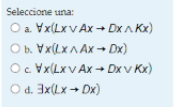 Seleccione una:
a. ∀x(Lx ∨ Ax → Dx ∧ Kx)
b. ∀x(Lx ∧ Ax → Dx)
c. ∀x(Lx ∨ Ax → Dx ∨ Kx)
d. ∃x(Lx → Dx)